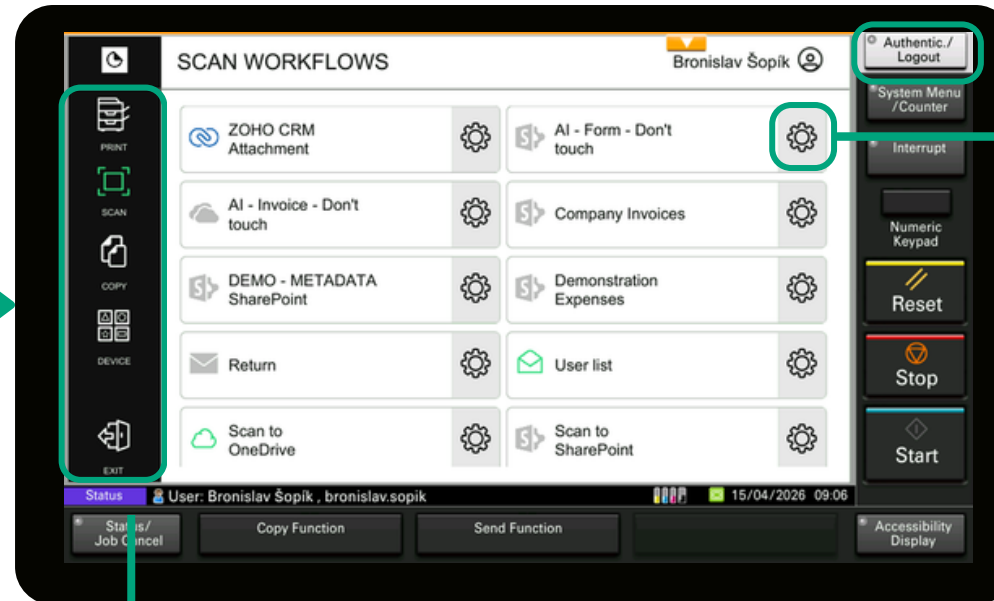 SCAN WORKFLOWS
Bronislav Šopík
PRINT
SCAN
COPY
DEVICE
EXIT
ZOHO CRM
Attachment
AI - Form - Don't
touch
AI - Invoice - Don't
touch
Company Invoices
DEMO - METADATA
SharePoint
Demonstration
Expenses
Return
User list
Scan to
OneDrive
Scan to
SharePoint
Authentic./
Logout
System Menu
/Counter
Interrupt
Numeric
Keypad
Reset
Stop
Start
Status
User: Bronislav Šopík , bronislav.sopik
15/04/2026 09:06
Status/
Job Cancel
Copy Function
Send Function
Accessibility
Display